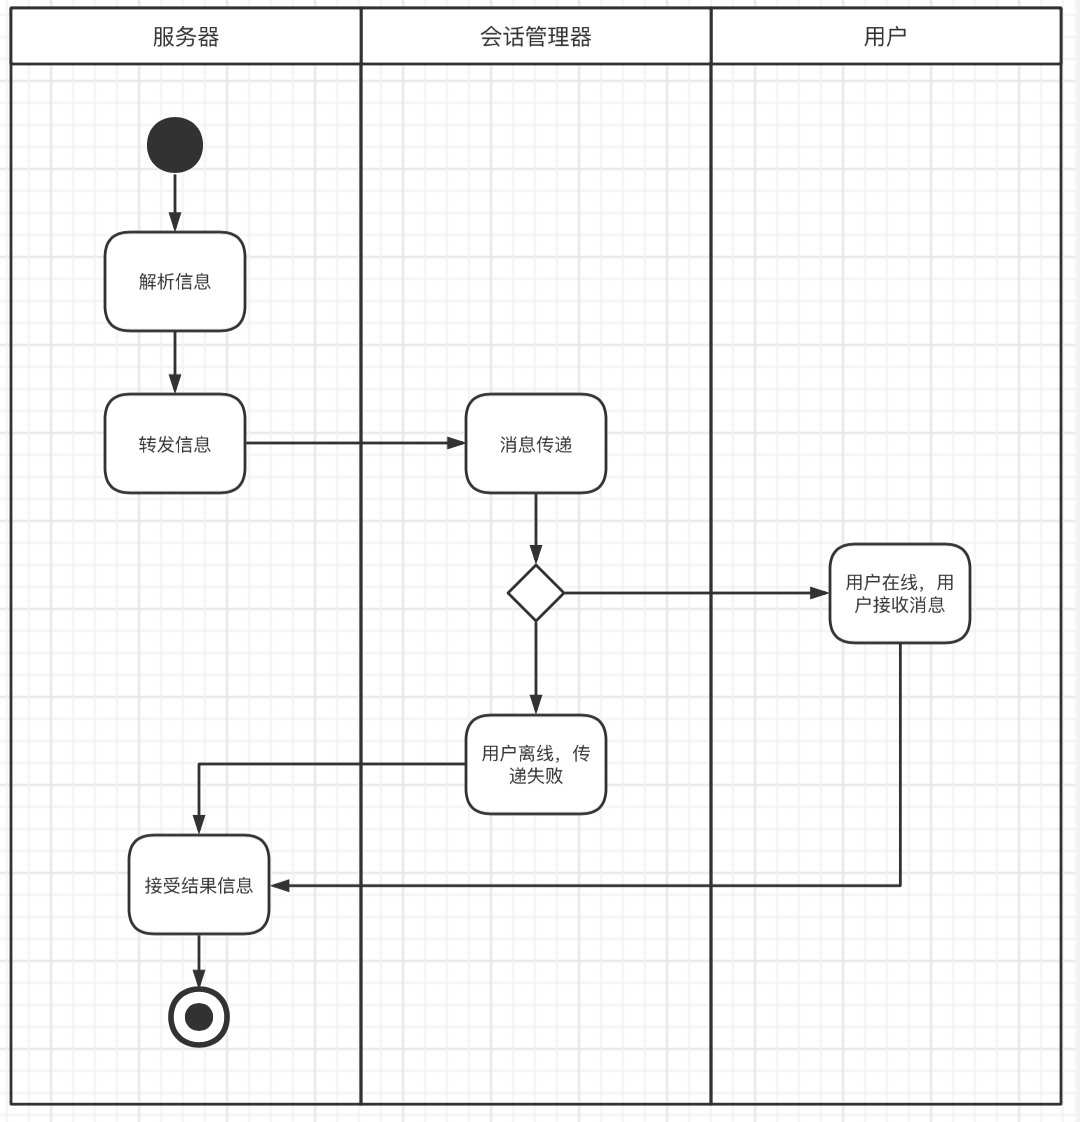 服务器
会话管理器
用户
解析信息
转发信息
消息传递
用户在线，用
户接收消息
用户离线，传
递失败
接受结果信息